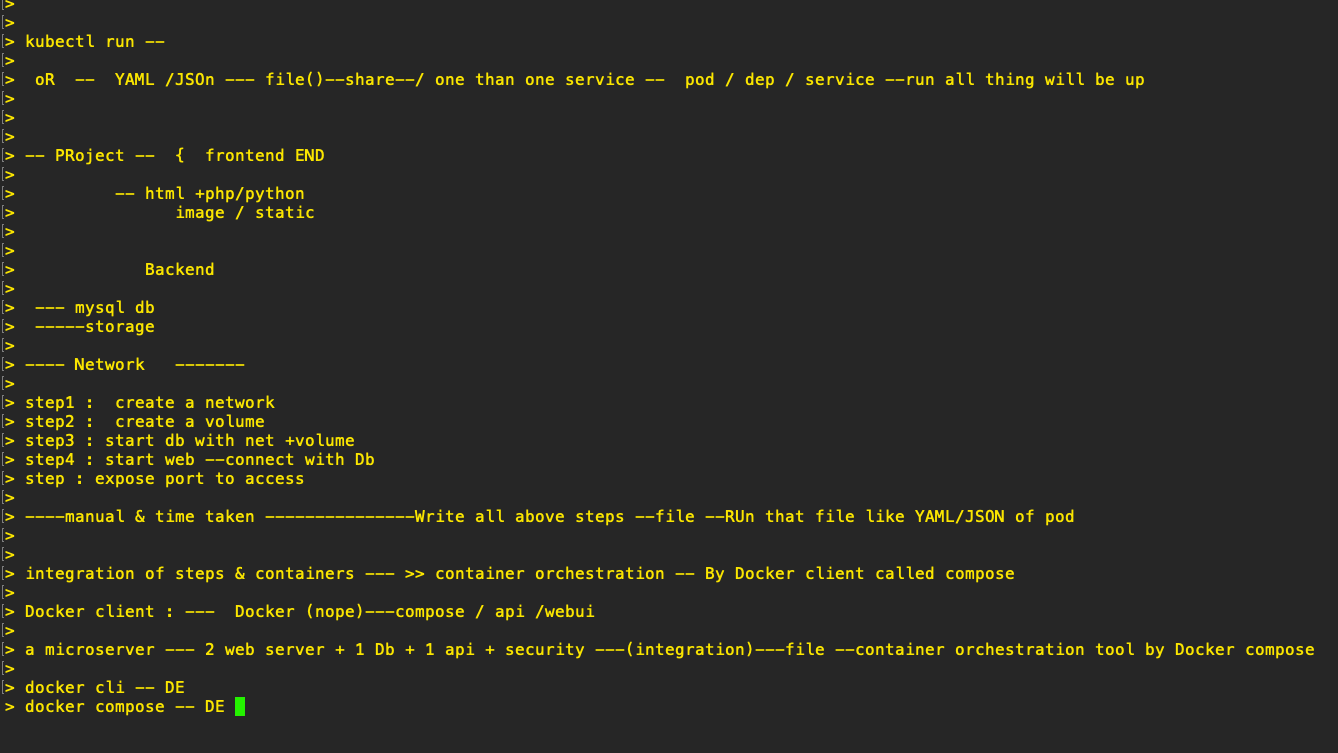 >
>
> kubectl run --
>
>  oR  --  YAML /JSOn --- file()--share--/ one than one service --  pod / dep / service --run all thing will be up
>
>
>
> -- PRoject --  {  frontend END
>
>          -- html +php/python
>                image / static
>
>
>             Backend
>
>  --- mysql db
>  -----storage
>
> ---- Network   -------
>
> step1 :  create a network
> step2 :  create a volume
> step3 : start db with net +volume
> step4 : start web --connect with Db
> step : expose port to access
>
> ----manual & time taken ---------------Write all above steps --file --RUn that file like YAML/JSON of pod
>
>
> integration of steps & containers --- >> container orchestration -- By Docker client called compose
>
> Docker client : ---  Docker (nope)---compose / api /webui
>
> a microserver --- 2 web server + 1 Db + 1 api + security ---(integration)---file --container orchestration tool by Docker compose
>
> docker cli -- DE
> docker compose -- DE